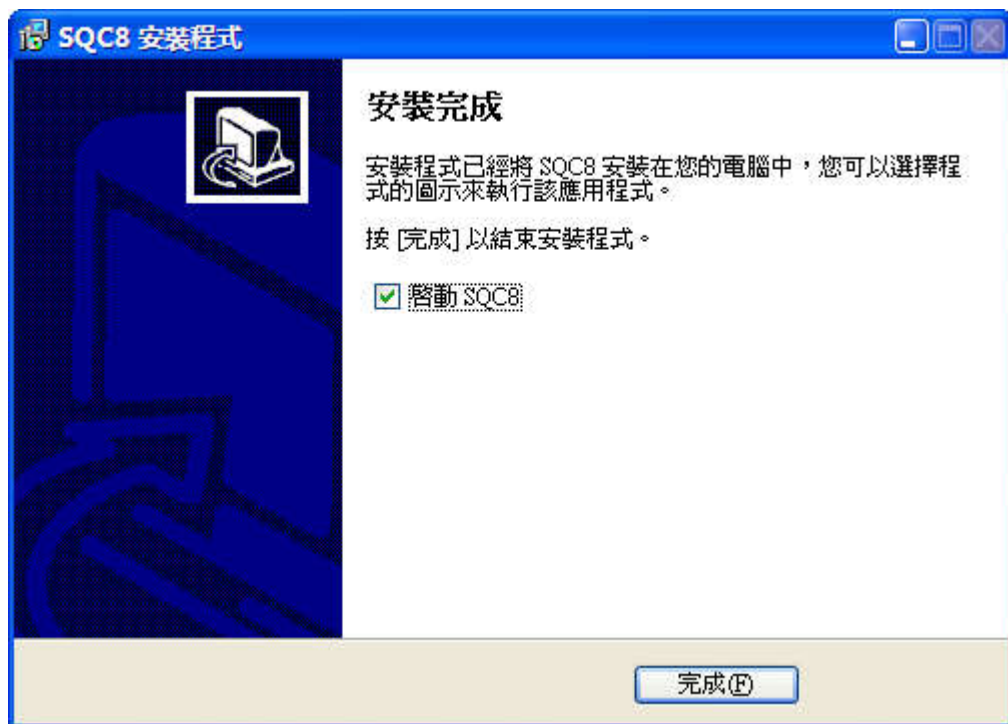 SQC8 安裝程式
安裝完成
安裝程式已經將 SQC8 安裝在您的電腦中，您可以選擇程
式的圖示來執行該應用程式。
按 [完成] 以結束安裝程式。
啓動 SQC8
完成(F)